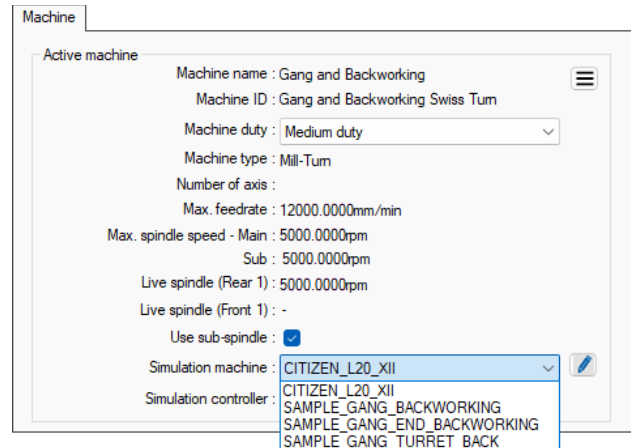 Machine
Active machine
Machine name : Gang and Backworking
Machine ID : Gang and Backworking Swiss Turn
Machine duty : Medium duty
Machine type : Mill-Turn
Number of axis :
Max. feedrate : 12000.0000mm/min
Max. spindle speed - Main : 5000.0000rpm
Sub : 5000.0000rpm
Live spindle (Rear 1) : 5000.0000rpm
Live spindle (Front 1) : -
Use sub-spindle :
Simulation machine : CITIZEN_L20_XII
Simulation controller :
CITIZEN_L20_XII
SAMPLE_GANG_BACKWORKING
SAMPLE_GANG_END_BACKWORKING
SAMPLE_GANG_TURRET_BACK